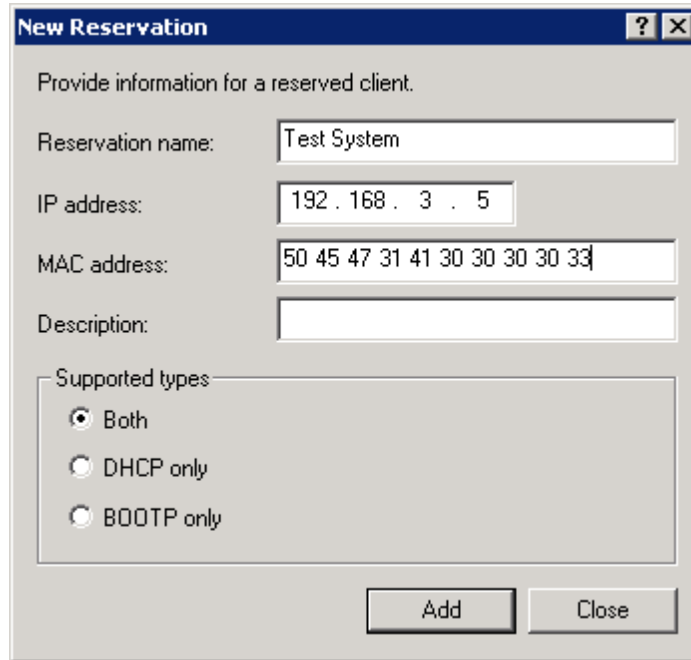 New Reservation
Provide information for a reserved client.
Reservation name: Test System
IP address: 192 . 168 . 3 . 5
MAC address: 50 45 47 31 41 30 30 30 30 33
Description:
Supported types
Both
DHCP only
BOOTP only
Add Close